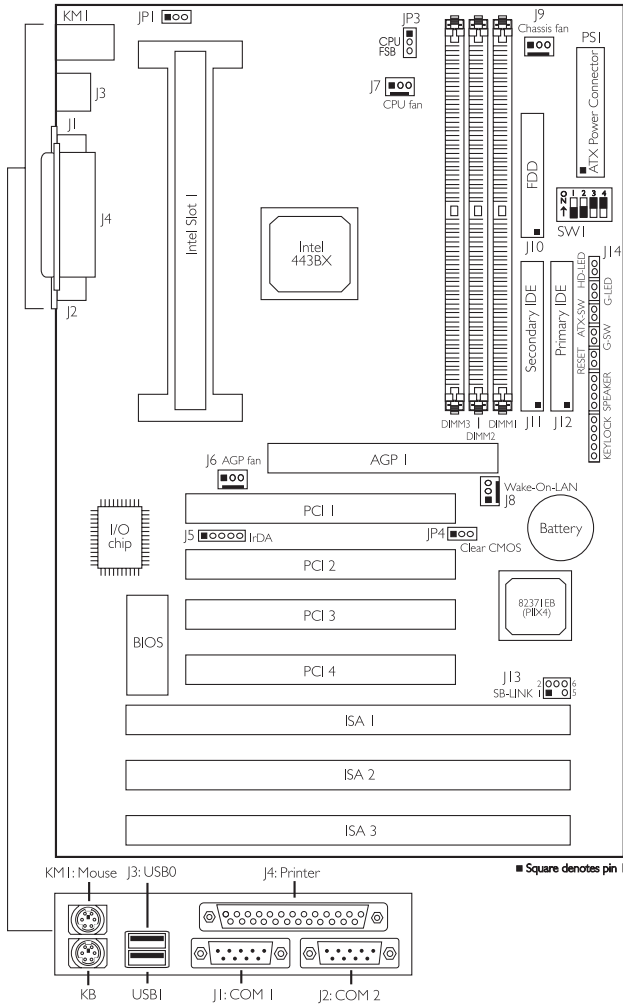 KM1
JP1
JP3
CPU
FSB
J9
Chassis fan
PS1
J3
J7
CPU fan
ATX Power Connector
J1
J4
J2
Intel Slot 1
Intel
443BX
FDD
J10
ON
1 2 3 4
SW1
J14
HD-LED
G-LED
ATX-SW
G-SW
RESET
SPEAKER
KEYLOCK
Secondary IDE
Primary IDE
DIMM3
DIMM2
DIMM1
J11
J12
J6 AGP fan
AGP 1
Wake-On-LAN
J8
PCI 1
I/O
chip
J5
IrDA
JP4
Clear CMOS
Battery
PCI 2
82371EB
(PIIX4)
BIOS
PCI 3
PCI 4
J13
SB-LINK
2 6
1 5
ISA 1
ISA 2
ISA 3
■ Square denotes pin 1
KM1: Mouse
J3: USB0
J4: Printer
KB
USB1
J1: COM 1
J2: COM 2